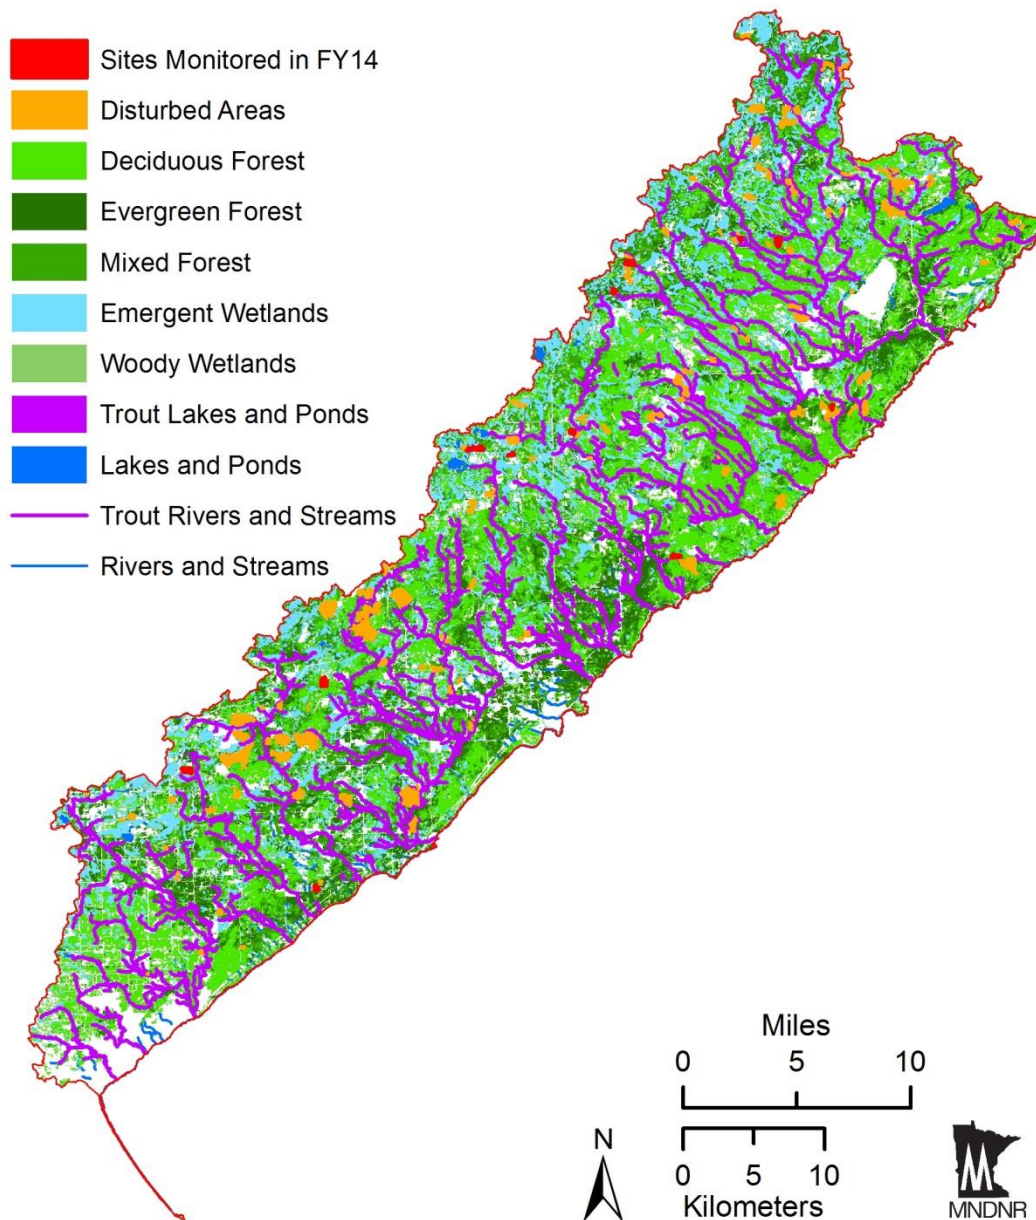 Sites Monitored in FY14
Disturbed Areas
Deciduous Forest
Evergreen Forest
Mixed Forest
Emergent Wetlands
Woody Wetlands
Trout Lakes and Ponds
Lakes and Ponds
Trout Rivers and Streams
Rivers and Streams
Miles
0 5 10
N
0 5 10
Kilometers
MNDNR